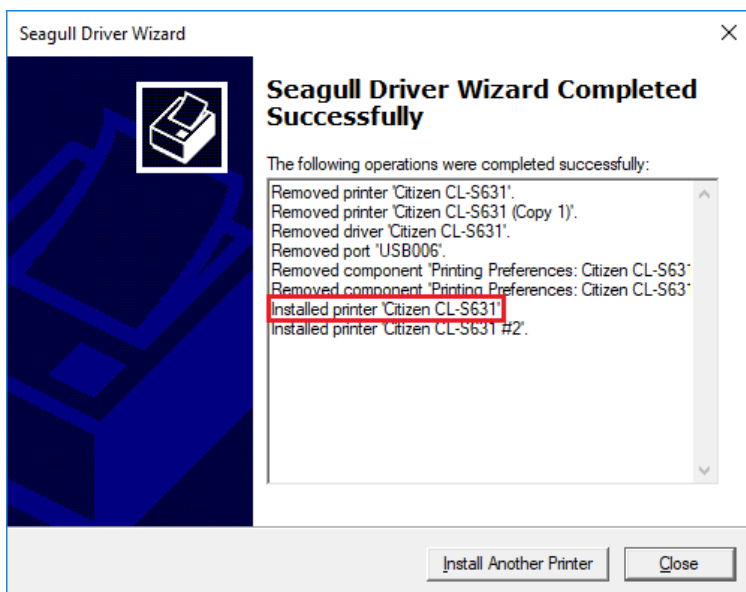 Seagull Driver Wizard
Seagull Driver Wizard Completed
Successfully
The following operations were completed successfully:
Removed printer 'Citizen CL-S631'.
Removed printer 'Citizen CL-S631 (Copy 1)'.
Removed driver 'Citizen CL-S631'.
Removed port 'USB006'.
Removed component 'Printing Preferences: Citizen CL-S631
Removed component 'Printing Preferences: Citizen CL-S631
Installed printer 'Citizen CL-S631'
Installed printer 'Citizen CL-S631 #2'.
Install Another Printer
Close